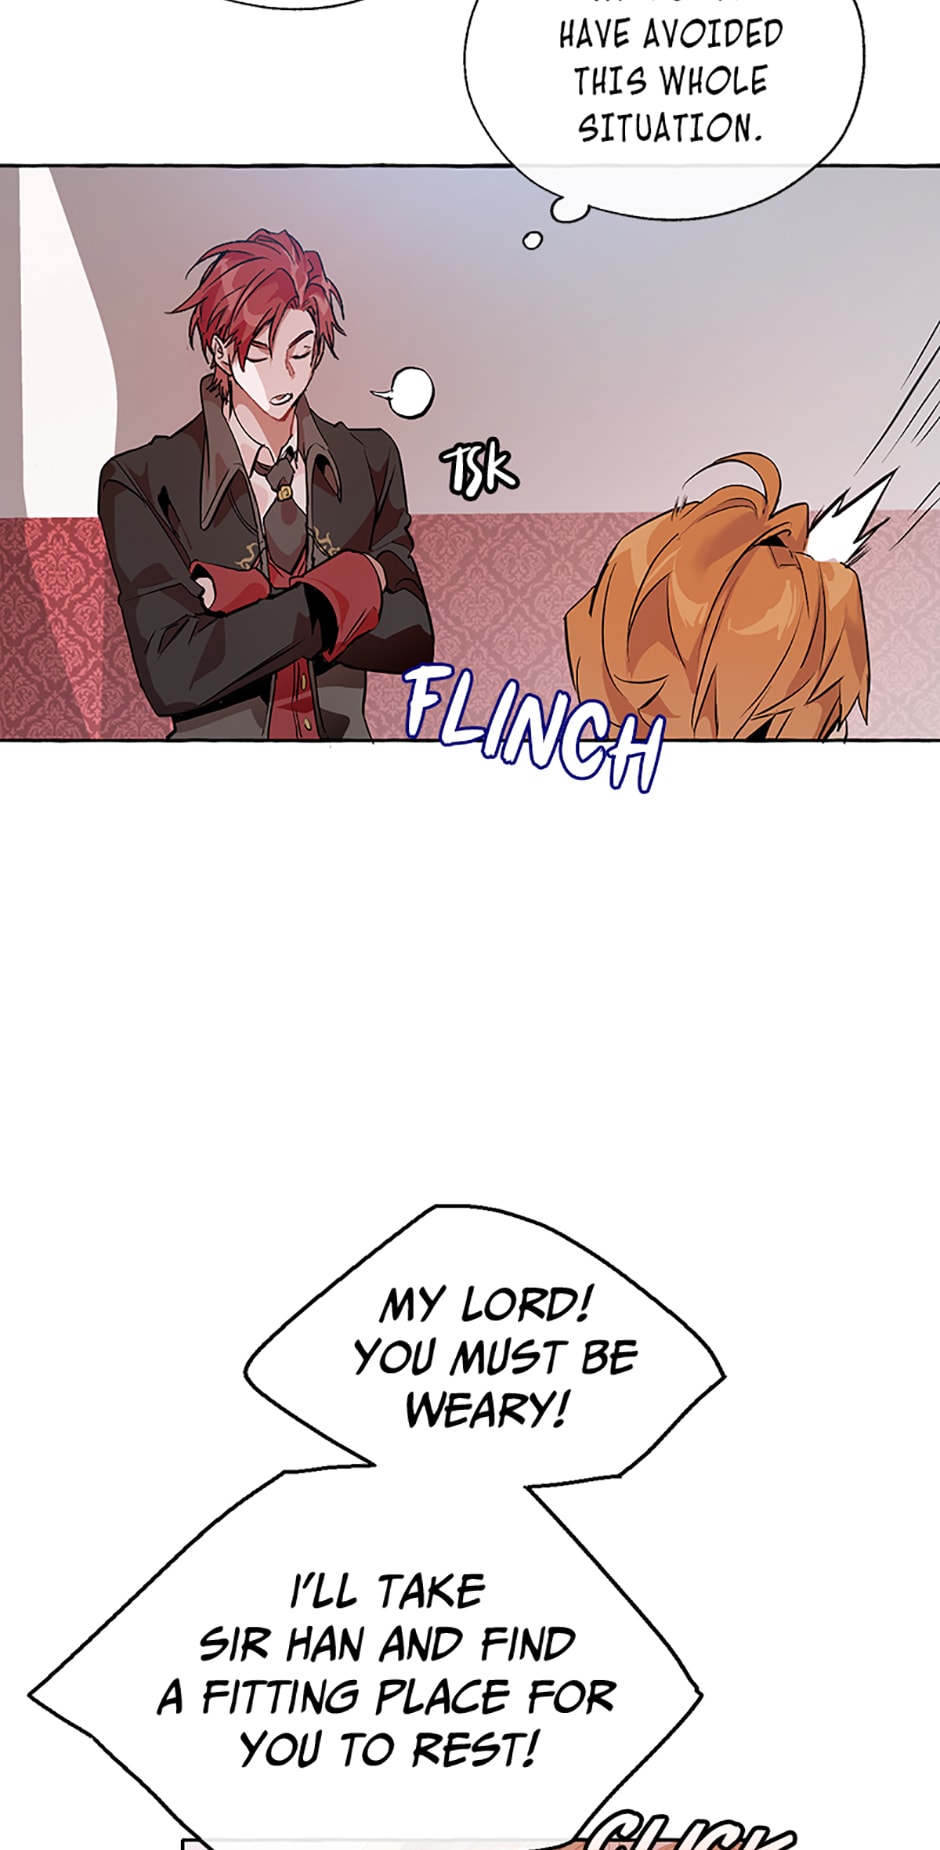 HAVE AVOIDED
THIS WHOLE
SITUATION.
TSK
FLINCH
MY LORD!
YOU MUST BE
WEARY!
I'LL TAKE
SIR HAN AND FIND
A FITTING PLACE FOR
YOU TO REST!
CLICK